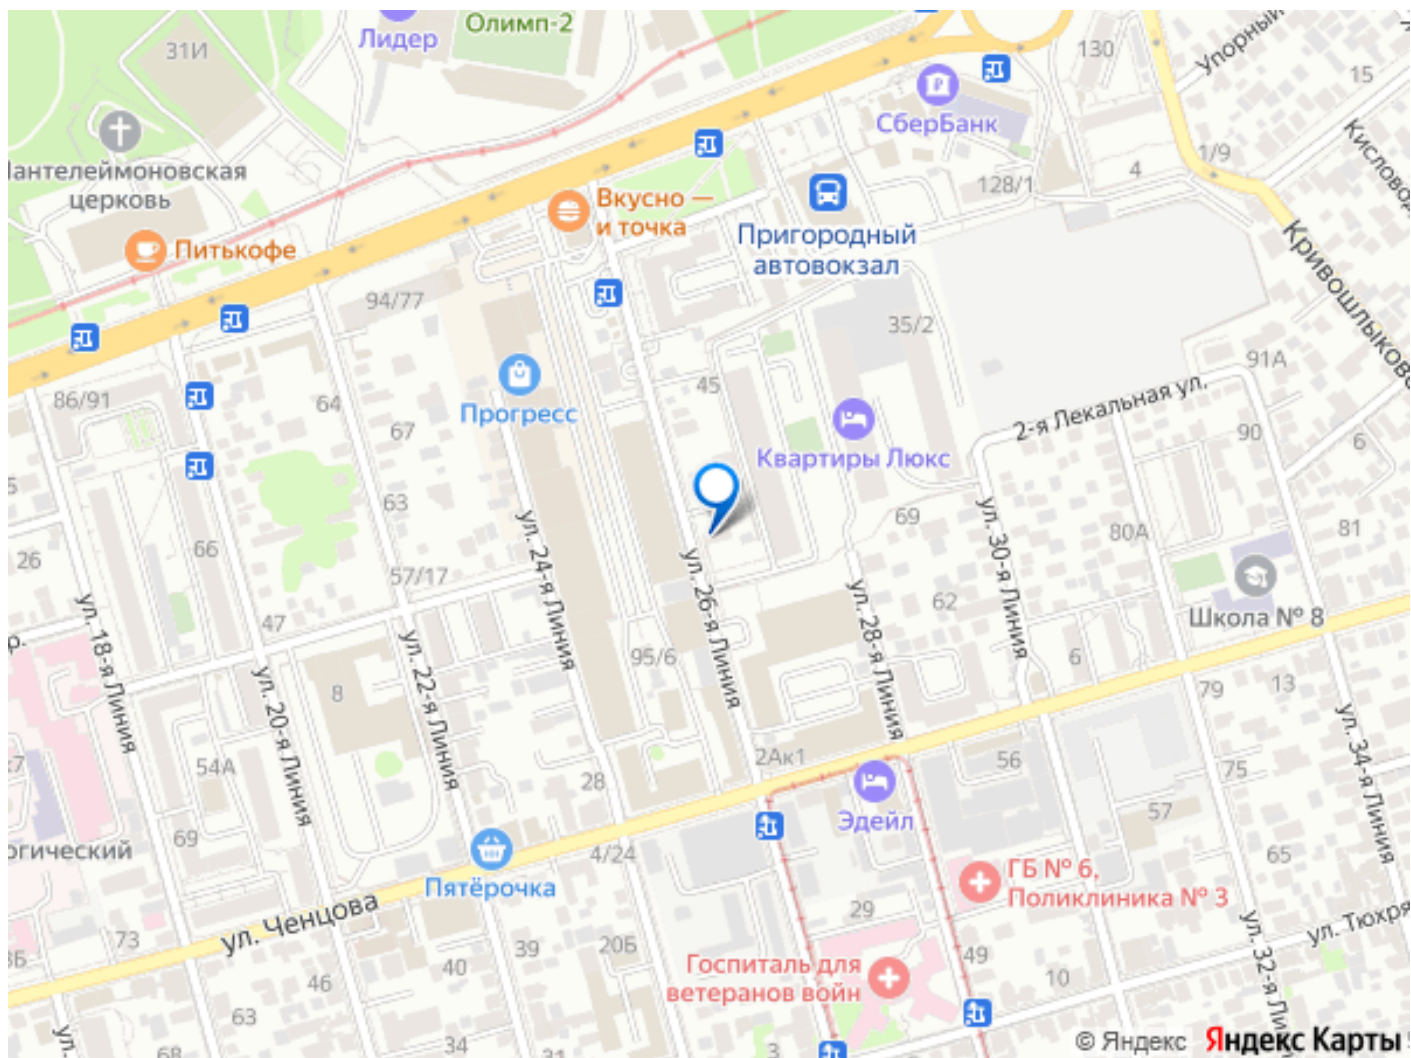 Олимп-2
Лидер
31И
130
Упорный
15
СберБанк
Кисловод
1/9
4
128/1
Пантелеймоновская
церковь
Вкусно —
и точка
Питькофе
Пригородный
автовокзал
Кривошлыковс
94/77
35/2
91А
86/91
64
67
Прогресс
45
2-я Лекальная ул.
90
6
Квартиры Люкс
63
69
80А
81
26
66
57/17
ул. 24-я Линия
ул. 26-я Линия
ул. 28-я Линия
ул. 30-я Линия
62
Школа № 8
47
ул. 18-я Линия
ул. 20-я Линия
ул. 22-я Линия
8
95/6
6
79
13
ул. 34-я Линия
54А
28
2Ак1
56
75
57
Эдейл
69
огический
4/24
65
Пятёрочка
ГБ № 6,
Поликлиника № 3
ул. Ченцова
29
ул. Тюхря
73
39
20Б
49
40
46
Госпиталь для
ветеранов войн
10
ул. 32-я Ли
63
34
31
3
68
ул.
© Яндекс Яндекс Карты